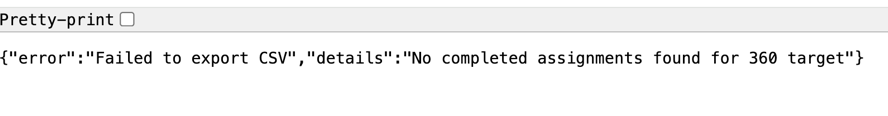 Pretty-print
{"error":"Failed to export CSV","details":"No completed assignments found for 360 target"}